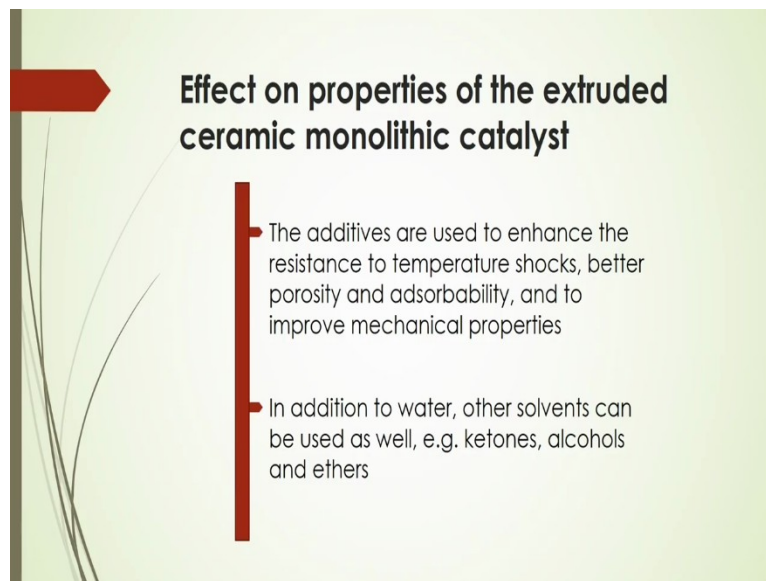 Effect on properties of the extruded
ceramic monolithic catalyst
The additives are used to enhance the
resistance to temperature shocks, better
porosity and adsorbability, and to
improve mechanical properties
In addition to water, other solvents can
be used as well, e.g. ketones, alcohols
and ethers